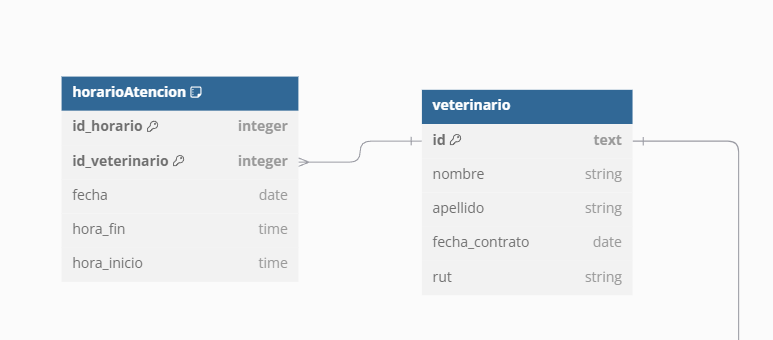 horarioAtencion
id_horario integer
id_veterinario integer
fecha date
hora_fin time
hora_inicio time
veterinario
id text
nombre string
apellido string
fecha_contrato date
rut string